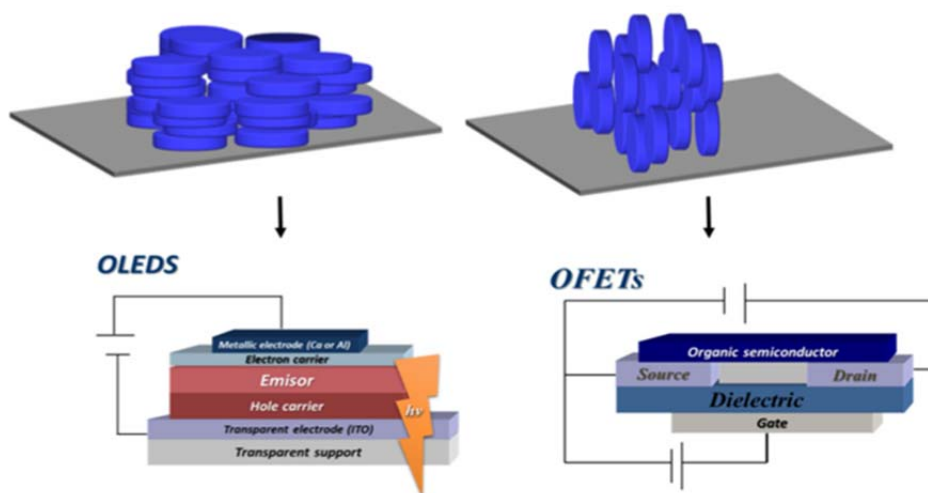 OLEDS
Metallic electrode (Ca or Al)
Electron carrier
Emisor
Hole carrier
hν
Transparent electrode (ITO)
Transparent support
OFETs
Organic semiconductor
Source
Drain
Dielectric
Gate